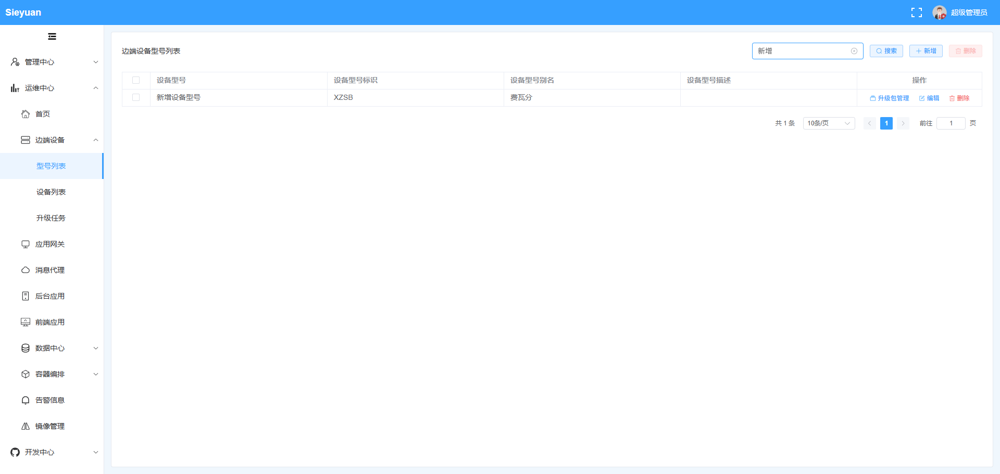 Sieyuan
超级管理员
管理中心
运维中心
首页
边端设备
型号列表
设备列表
升级任务
应用网关
消息代理
后台应用
前端应用
数据中心
容器编排
告警信息
镜像管理
开发中心
边端设备型号列表
新增
搜索
新增
删除
设备型号 设备型号标识 设备型号别名 设备型号描述 操作
新增设备型号 XZSB 费瓦分 升级包管理 编辑 删除
共 1 条 10条/页 1 前往 1 页